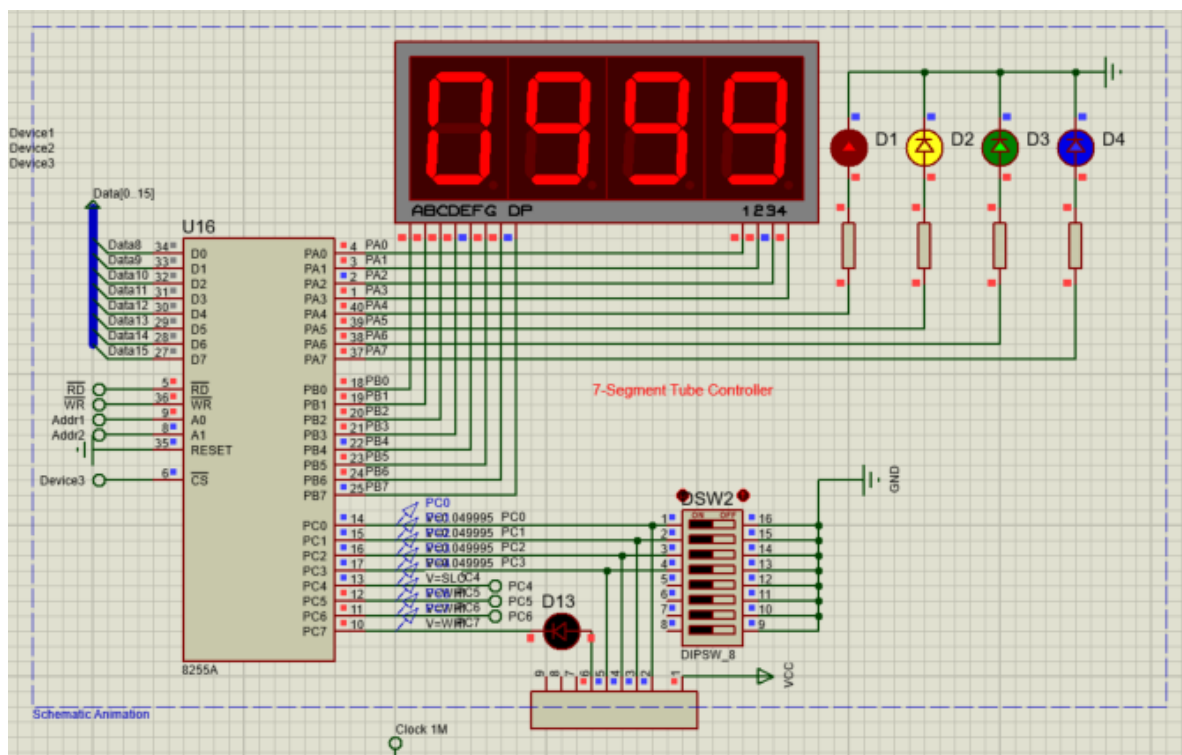 Device1
Device2
Device3
Data[0..15]
U16
Data8 34 D0
Data9 33 D1
Data10 32 D2
Data11 31 D3
Data12 30 D4
Data13 29 D5
Data14 28 D6
Data15 27 D7
RD 5 RD
WR 36 WR
Addr1 9 A0
Addr2 8 A1
35 RESET
Device3 6 CS
PA0 4 PA0
PA1 3 PA1
PA2 2 PA2
PA3 1 PA3
PA4 40 PA4
PA5 39 PA5
PA6 38 PA6
PA7 37 PA7
PB0 18 PB0
PB1 19 PB1
PB2 20 PB2
PB3 21 PB3
PB4 22 PB4
PB5 23 PB5
PB6 24 PB6
PB7 25 PB7
PC0
PC0 14 049995 PC0
PC1 15 PC1
PC2 16 049995 PC2
PC3 17 PC3
PC4 13 PC4
PC5 12 PC5 PC5
PC6 11 PC6 PC6
PC7 10 PC7
8255A
0999
ABCDEFG DP 1234
D1
D2
D3
D4
7-Segment Tube Controller
GND
DSW2
ON OFF
1 16
2 15
3 14
4 13
5 12
6 11
7 10
8 9
DIPSW_8
D13
9 8 7 6 5 4 3 2 1
VCC
Schematic Animation
Clock 1M